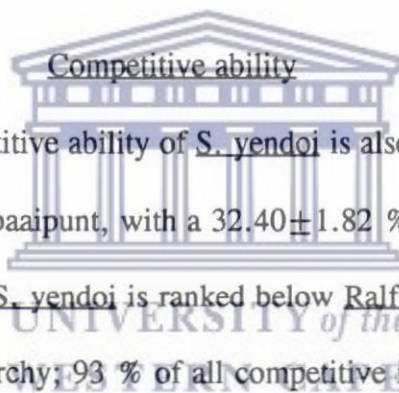 Competitive ability
titive ability of S. yendoi is also
baaipunt, with a 32.40±1.82 %
S. yendoi is ranked below Ralf
UNIVERSITY of the
rchy; 93 % of all competitive
WESTERN CAPE